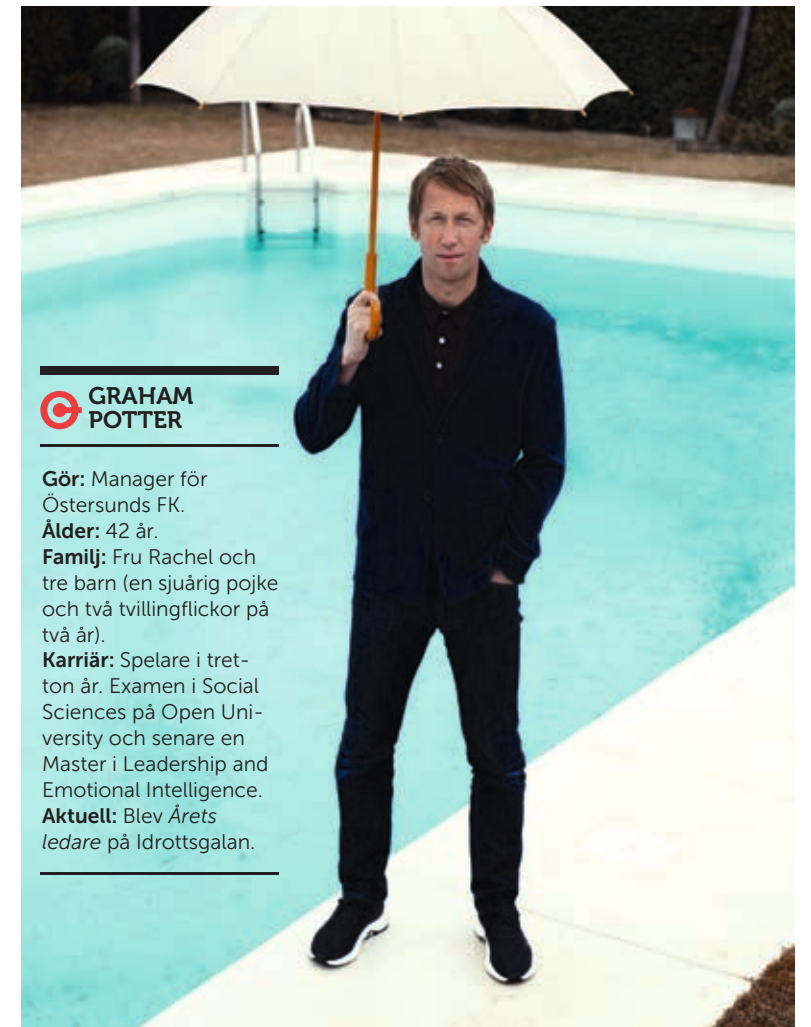 GRAHAM
POTTER
Gör: Manager för
Östersunds FK.
Ålder: 42 år.
Familj: Fru Rachel och
tre barn (en sjuårig pojke
och två tvillingflickor på
två år).
Karriär: Spelare i tret-
ton år. Examen i Social
Sciences på Open Uni-
versity och senare en
Master i Leadership and
Emotional Intelligence.
Aktuell: Blev Årets
ledare på Idrottsgalan.